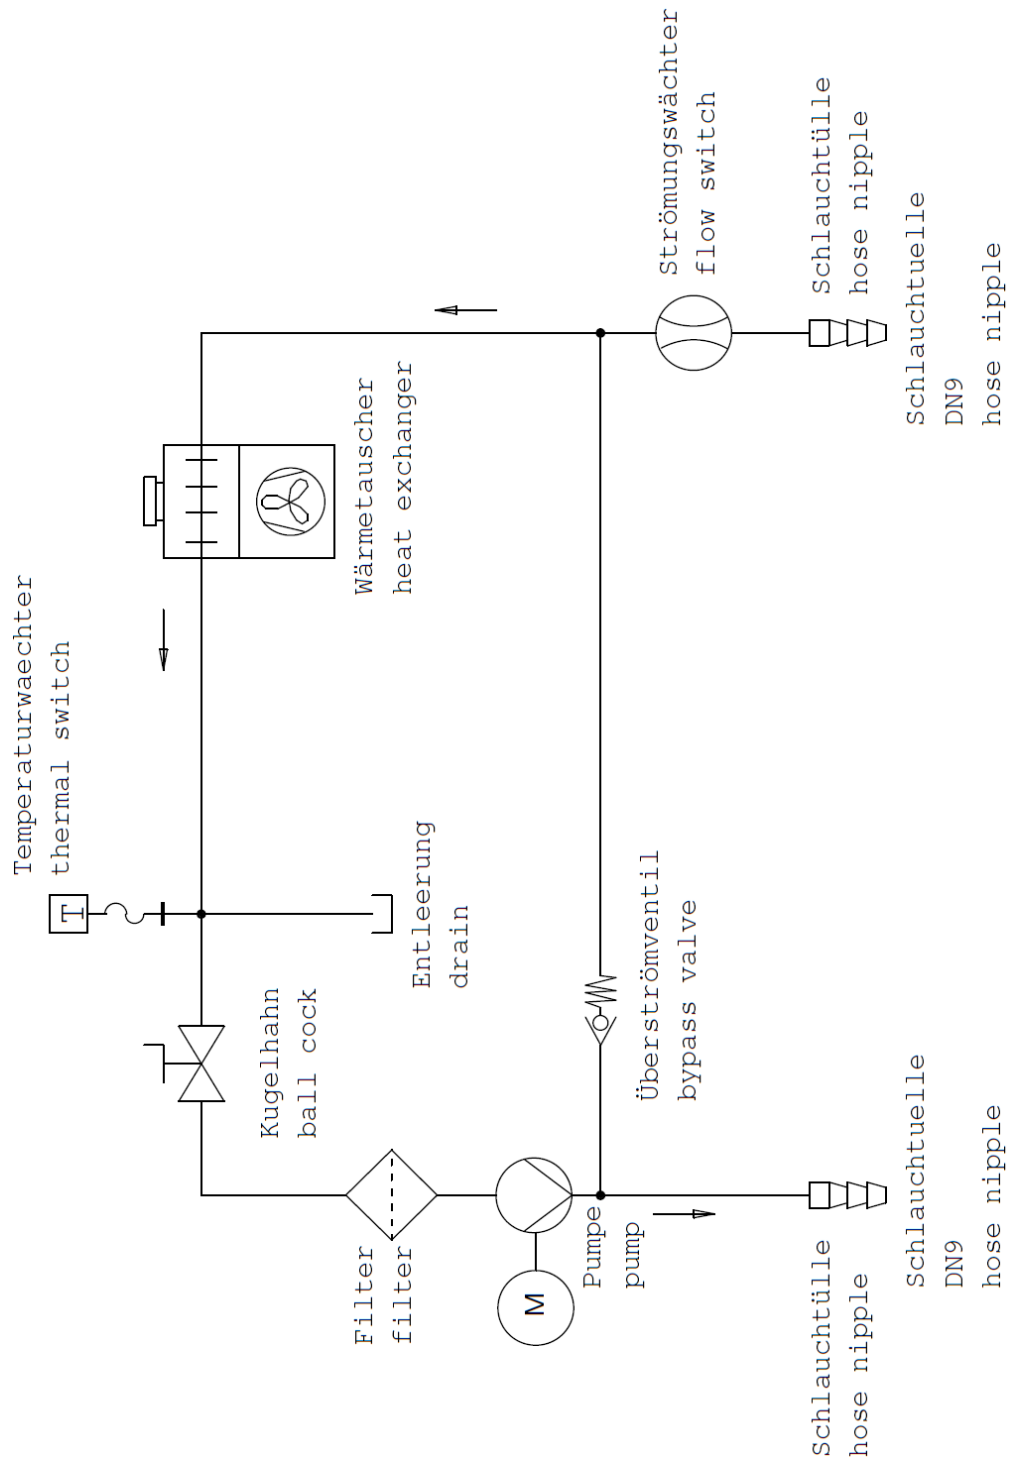 Temperaturwaechter
thermal switch
T
Wärmetauscher
heat exchanger
Strömungswächter
flow switch
Schlauchtülle
hose nipple
Schlauchtuelle
DN9
hose nipple
Entleerung
drain
Kugelhahn
ball cock
Überströmventil
bypass valve
Filter
filter
M
Pumpe
pump
Schlauchtülle
hose nipple
Schlauchtuelle
DN9
hose nipple